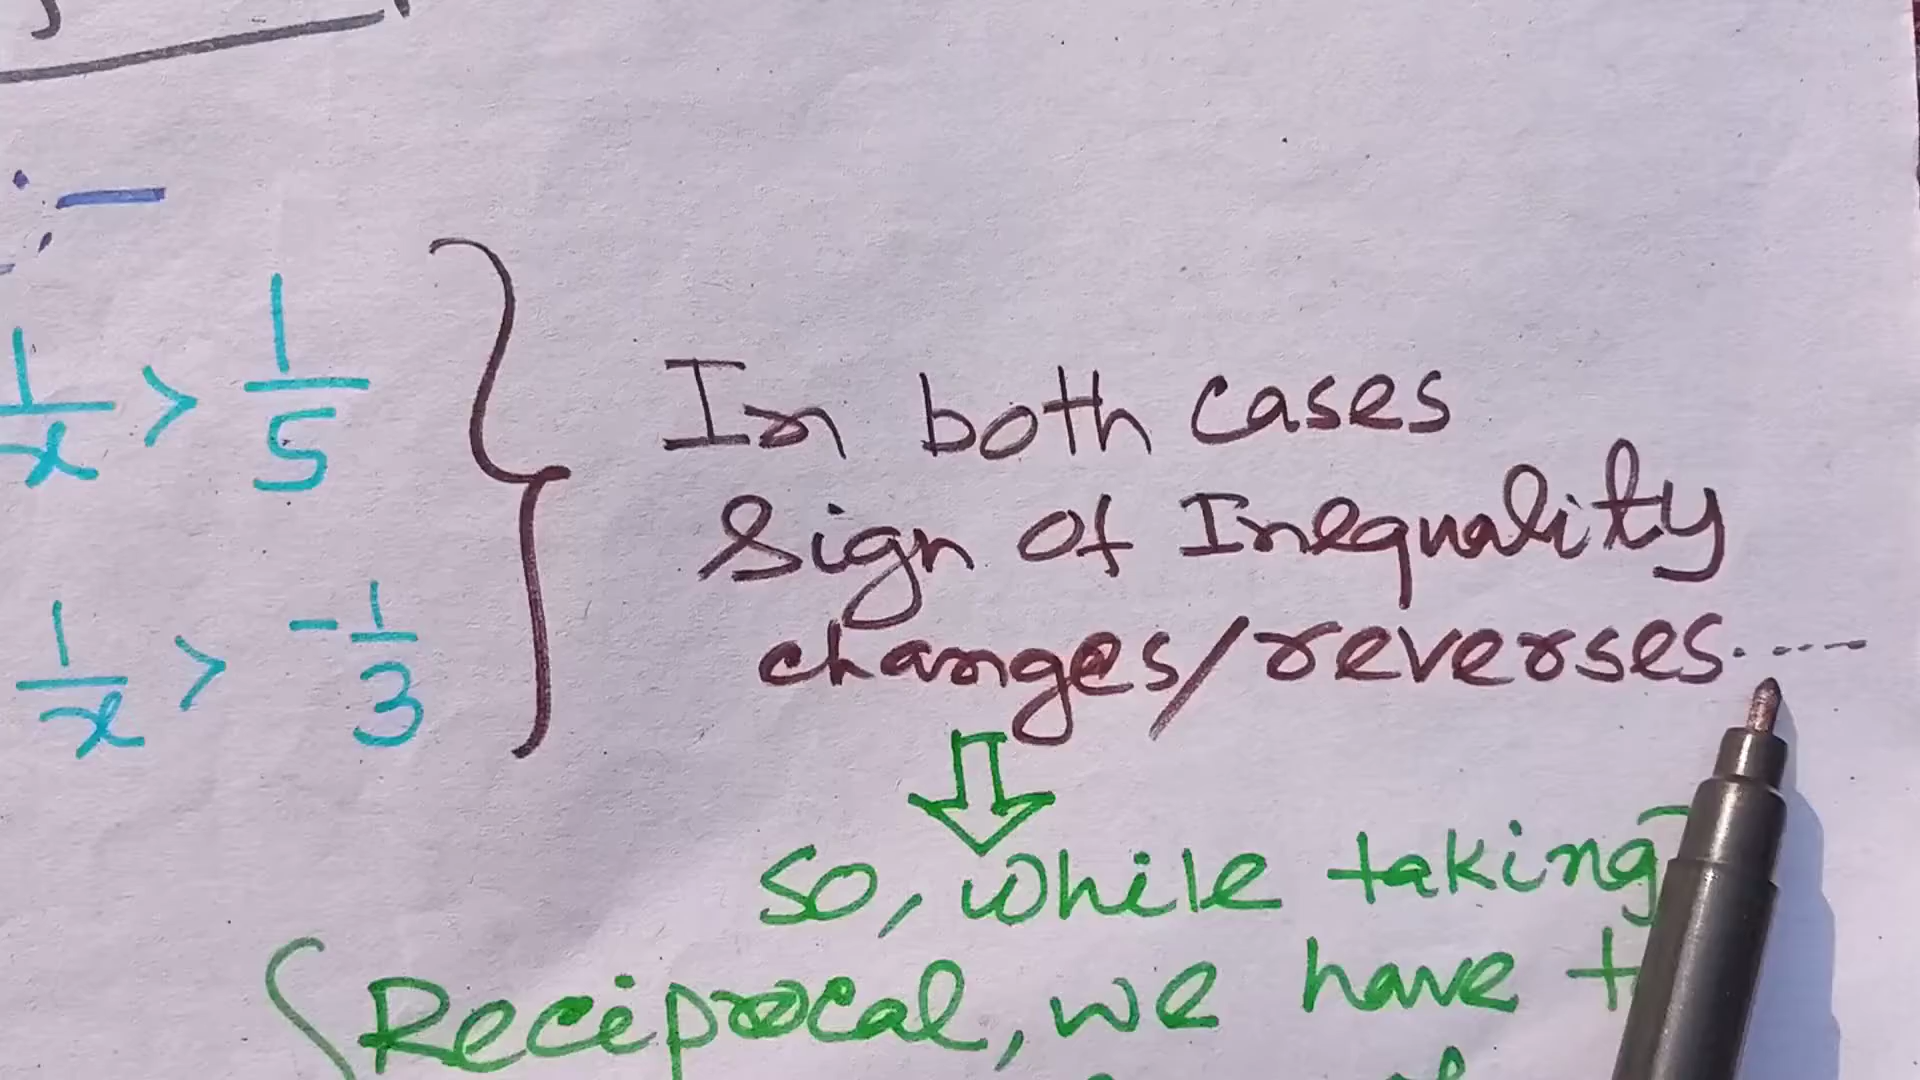 1/x > 1/5
In both cases
Sign of Inequality
changes/reverses.----
1/x > -1/3
so, while taking
Reciprocal, we have